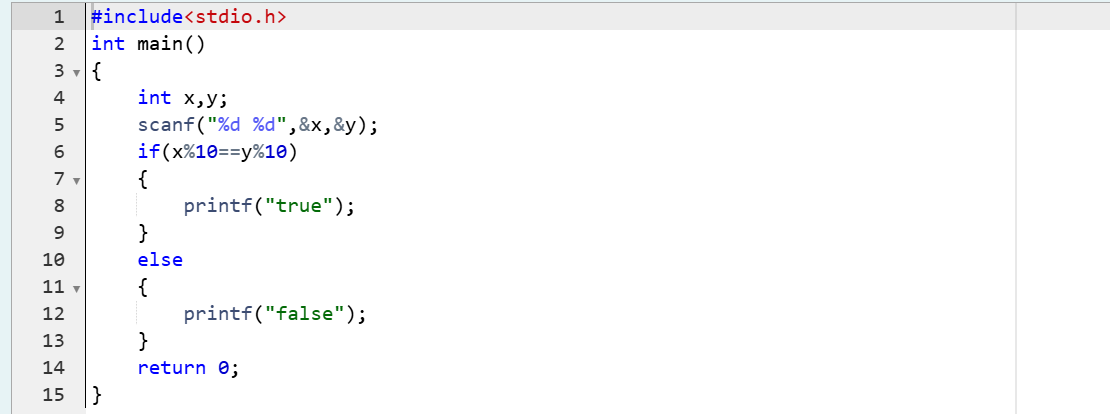 1 #include<stdio.h>
2 int main()
3 {
4     int x,y;
5     scanf("%d %d",&x,&y);
6     if(x%10==y%10)
7     {
8         printf("true");
9     }
10     else
11     {
12         printf("false");
13     }
14     return 0;
15 }